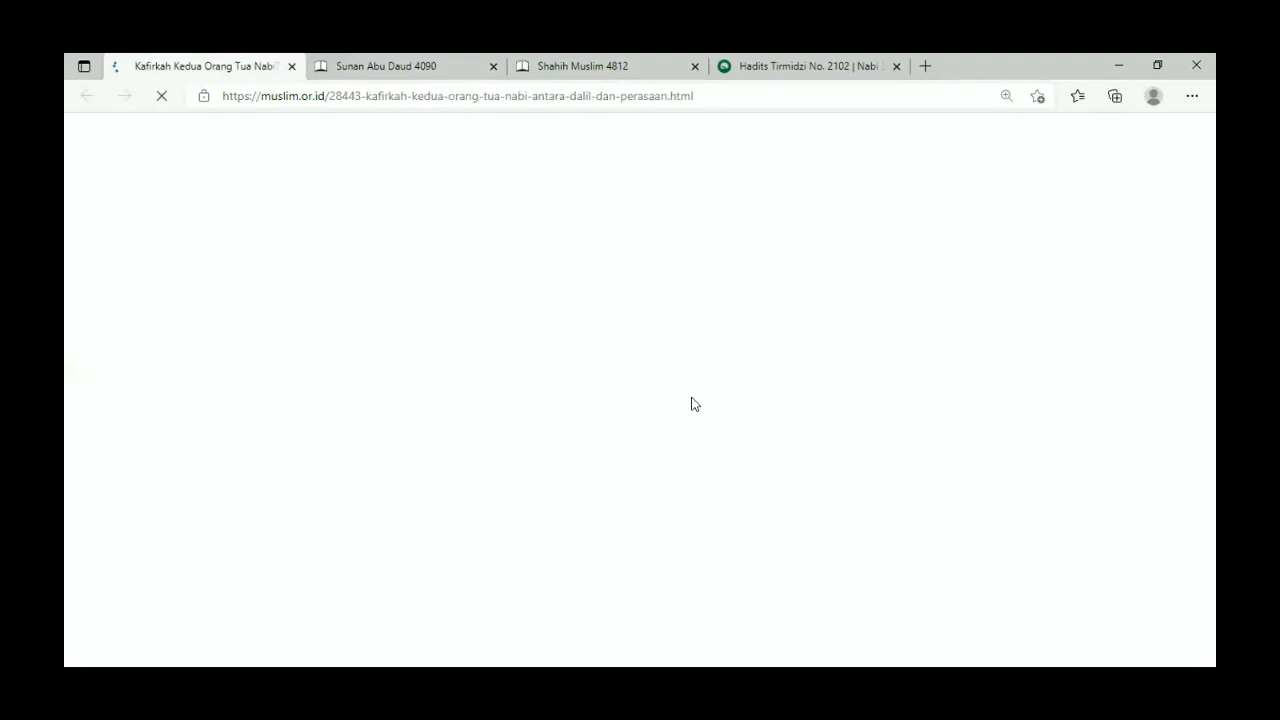 Kafirkah Kedua Orang Tua Nabi?
Sunan Abu Daud 4090
Shahih Muslim 4812
Hadits Tirmidzi No. 2102 | Nabi
https://muslim.or.id/28443-kafirkah-kedua-orang-tua-nabi-antara-dalil-dan-perasaan.html